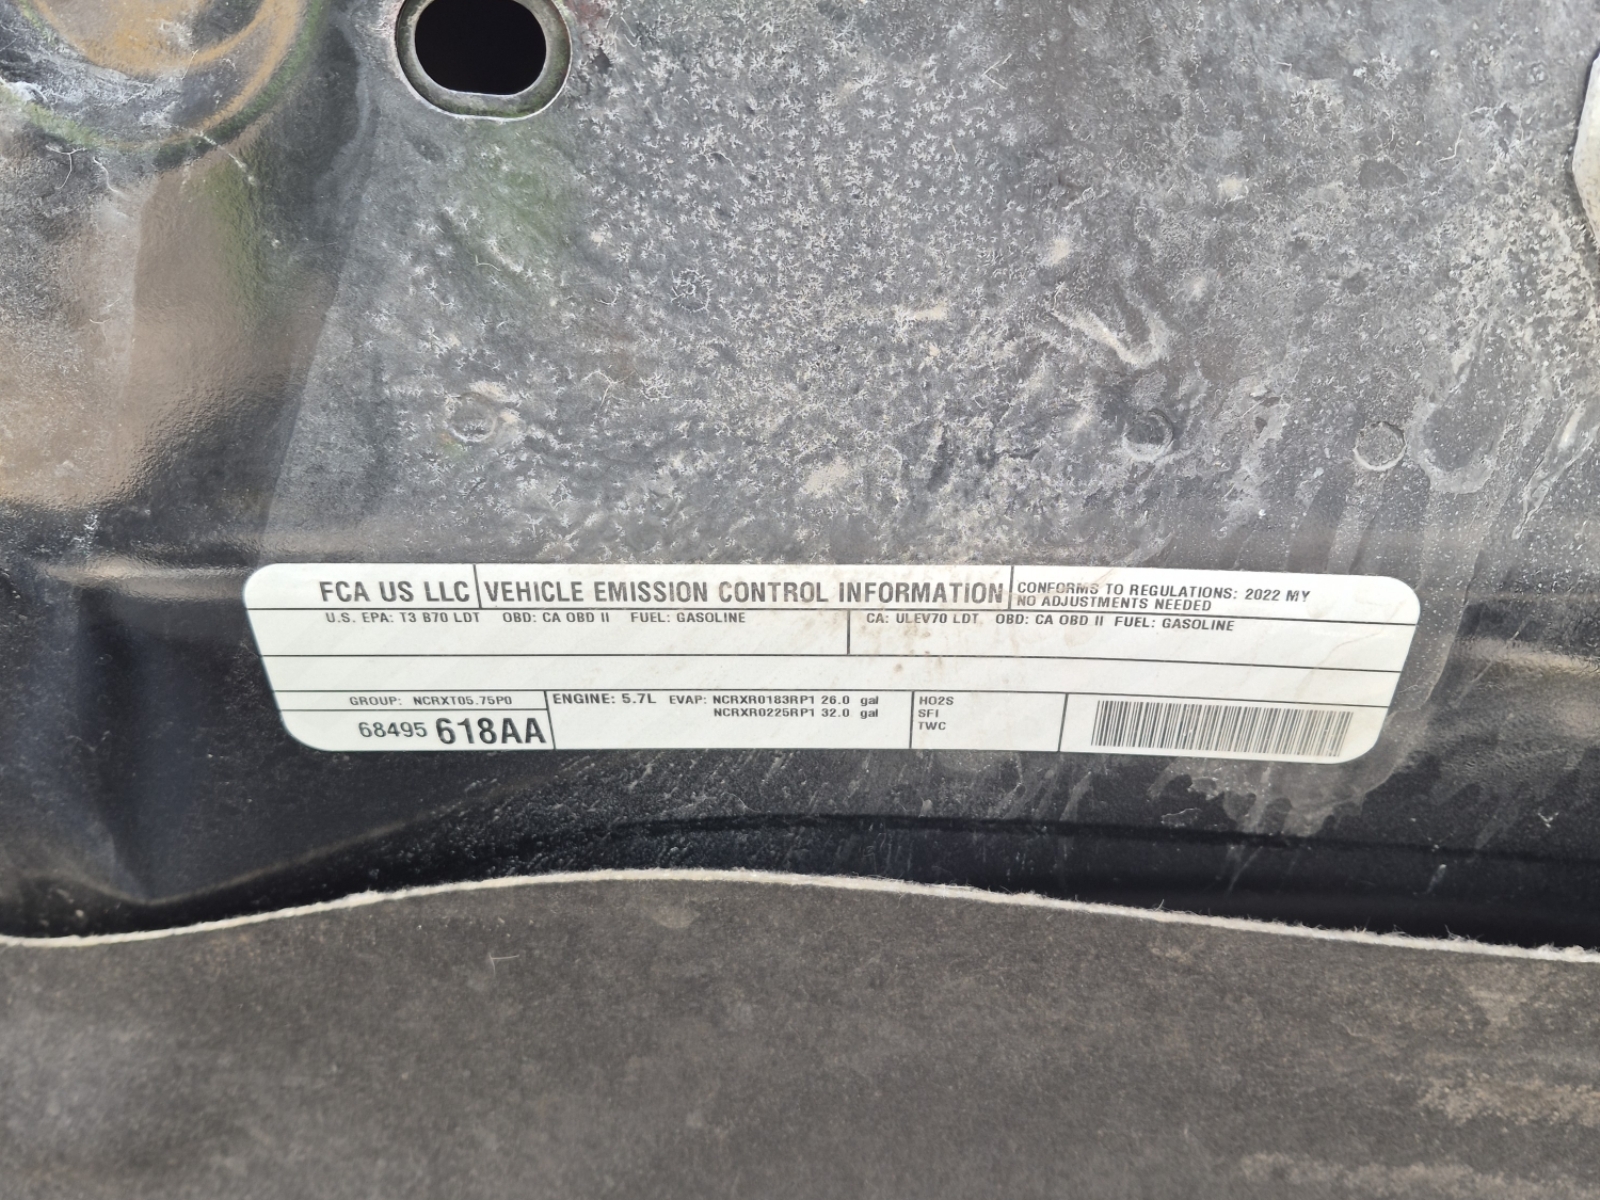 FCA US LLC VEHICLE EMISSION CONTROL INFORMATION CONFORMS TO REGULATIONS: 2022 MY
NO ADJUSTMENTS NEEDED
U.S. EPA: T3 B70 LDT OBD: CA OBD II FUEL: GASOLINE CA: ULEV70 LDT OBD: CA OBD II FUEL: GASOLINE
GROUP: NCRXT05.75P0
68495 618AA
ENGINE: 5.7L EVAP: NCRXR0183RP1 26.0 gal
NCRXR0225RP1 32.0 gal
HO2S
SFI
TWC